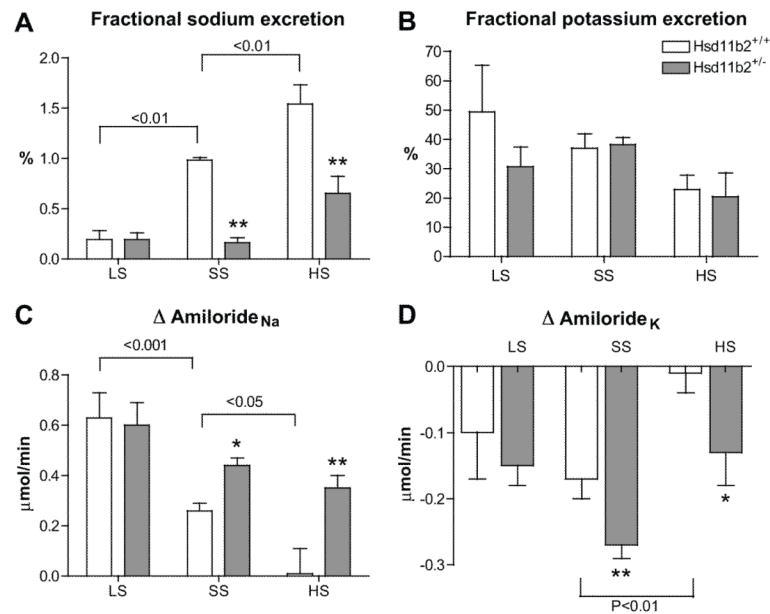 A Fractional sodium excretion
<0.01
2.0
1.5
<0.01
% 1.0
**
0.5
**
0.0
LS SS HS
B Fractional potassium excretion
70
Hsd11b2+/+
60
Hsd11b2+/-
50
% 40
30
20
10
0
LS SS HS
C Δ AmilorideNa
<0.001
0.8
<0.05
0.6
μmol/min
*
0.4
**
0.2
0.0
LS SS HS
D Δ AmilorideK
LS SS HS
0.0
-0.1
μmol/min
-0.2
*
-0.3
**
P<0.01